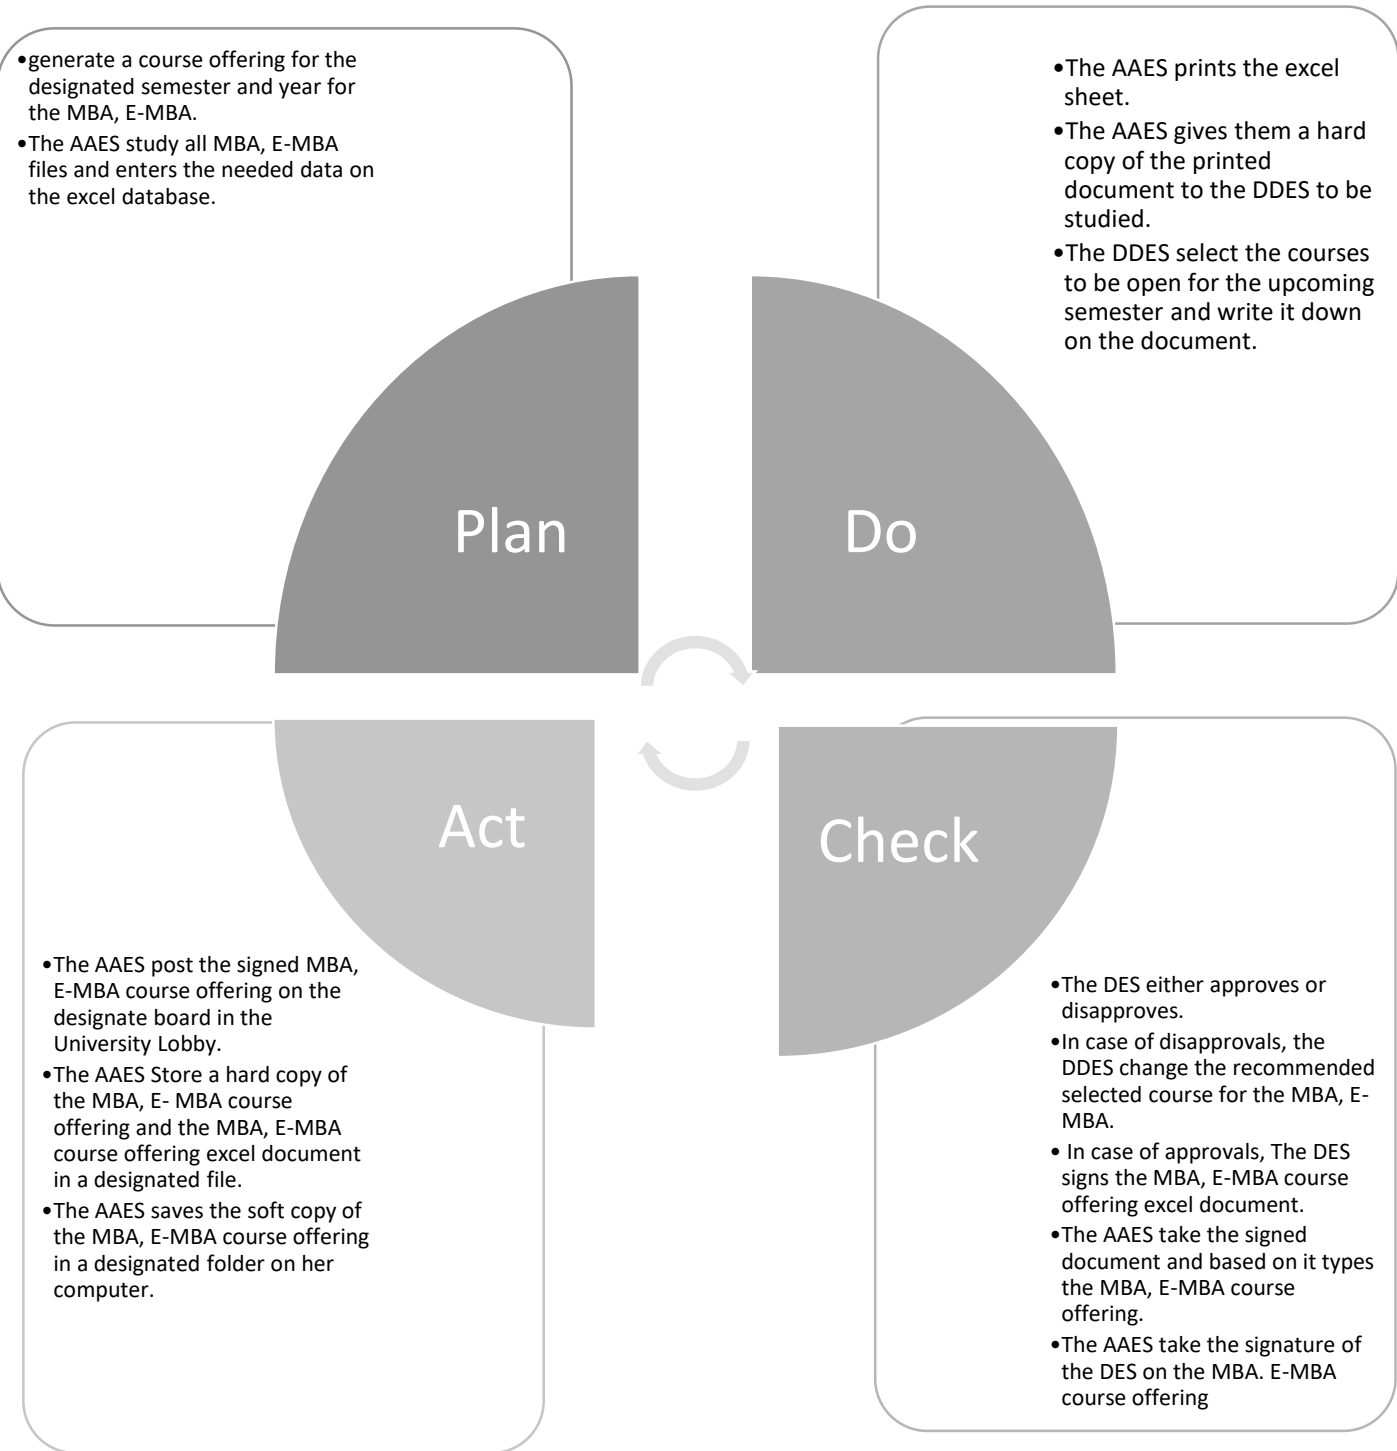 •generate a course offering for the
designated semester and year for
the MBA, E-MBA.
•The AAES study all MBA, E-MBA
files and enters the needed data on
the excel database.
•The AAES prints the excel
sheet.
•The AAES gives them a hard
copy of the printed
document to the DDES to be
studied.
•The DDES select the courses
to be open for the upcoming
semester and write it down
on the document.
Plan
Do
Act
Check
•The AAES post the signed MBA,
E-MBA course offering on the
designate board in the
University Lobby.
•The AAES Store a hard copy of
the MBA, E- MBA course
offering and the MBA, E-MBA
course offering excel document
in a designated file.
•The AAES saves the soft copy of
the MBA, E-MBA course offering
in a designated folder on her
computer.
•The DES either approves or
disapproves.
•In case of disapprovals, the
DDES change the recommended
selected course for the MBA, E-
MBA.
• In case of approvals, The DES
signs the MBA, E-MBA course
offering excel document.
•The AAES take the signed
document and based on it types
the MBA, E-MBA course
offering.
•The AAES take the signature of
the DES on the MBA. E-MBA
course offering